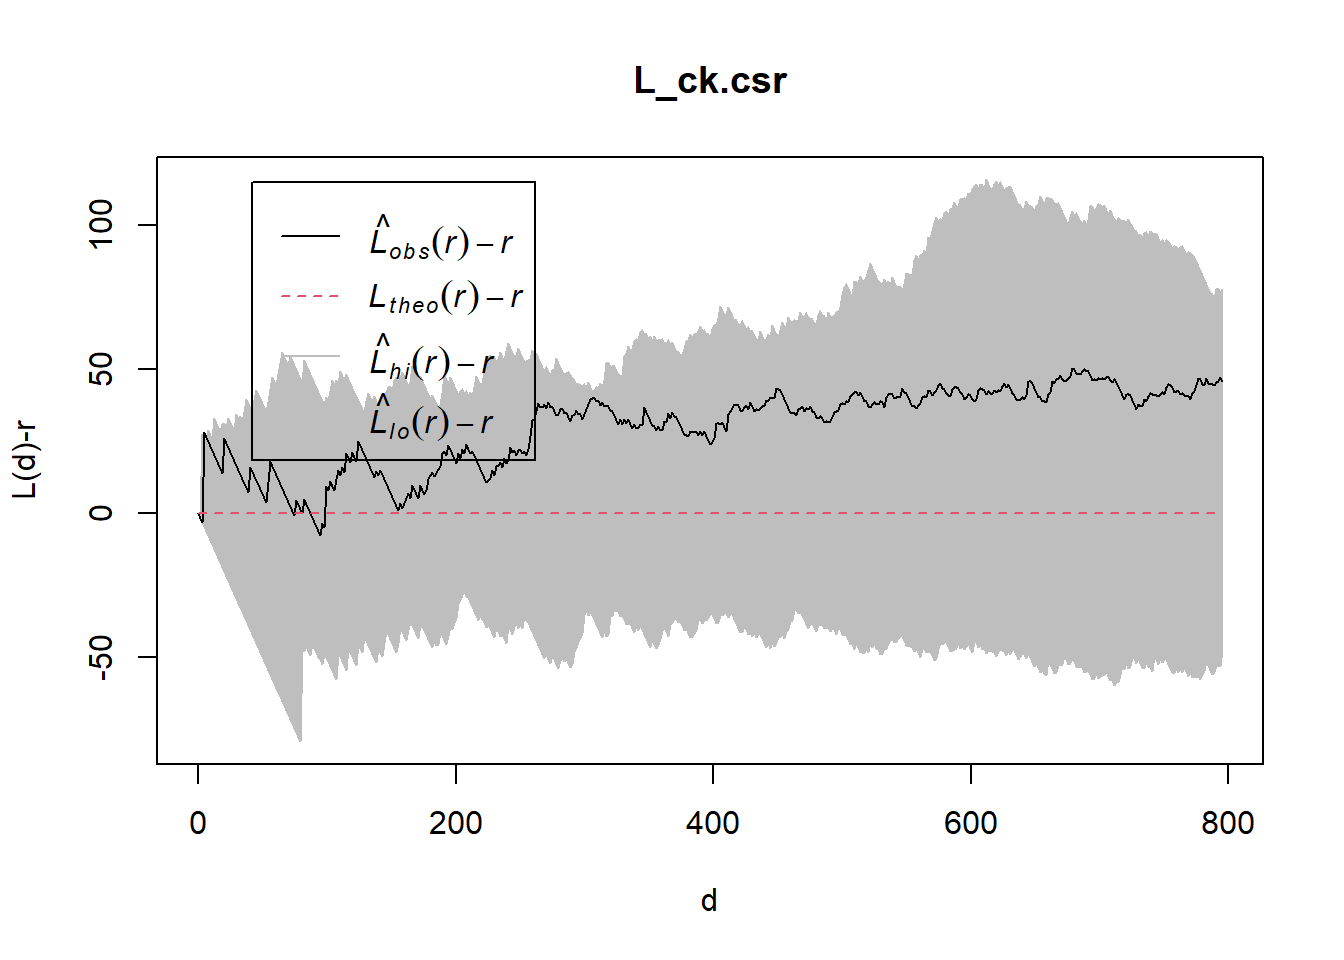 L_ck.csr
L(d)-r
100
50
0
-50
L̂obs(r) – r
Ltheo(r) – r
L̂hi(r) – r
L̂lo(r) – r
0 200 400 600 800
d